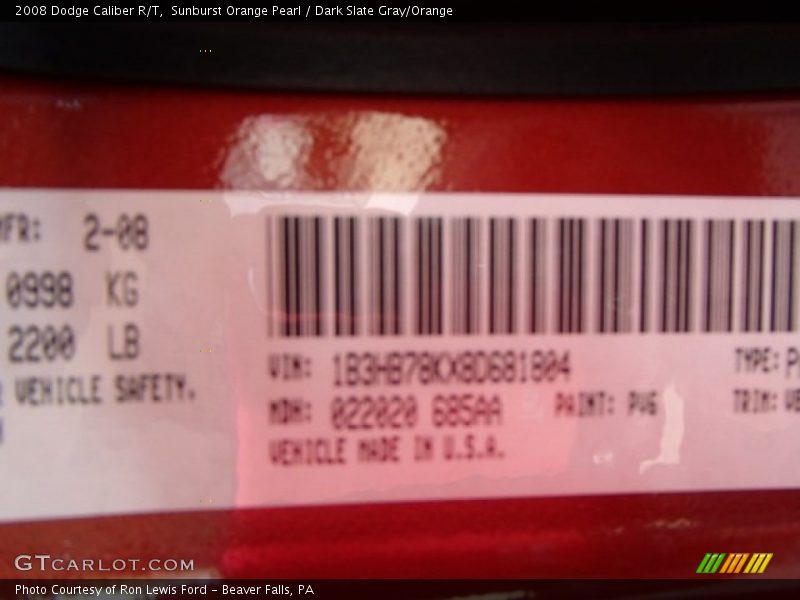 2008 Dodge Caliber R/T,  Sunburst Orange Pearl / Dark Slate Gray/Orange
MFR: 2-08
0998 KG
2200 LB
VEHICLE SAFETY.
VIN: 1B3HB78KX8D681804 TYPE:
MDH: 022020 685AA PAINT: PVG TRIM:
VEHICLE MADE IN U.S.A.
GTCARLOT.COM
Photo Courtesy of Ron Lewis Ford - Beaver Falls, PA